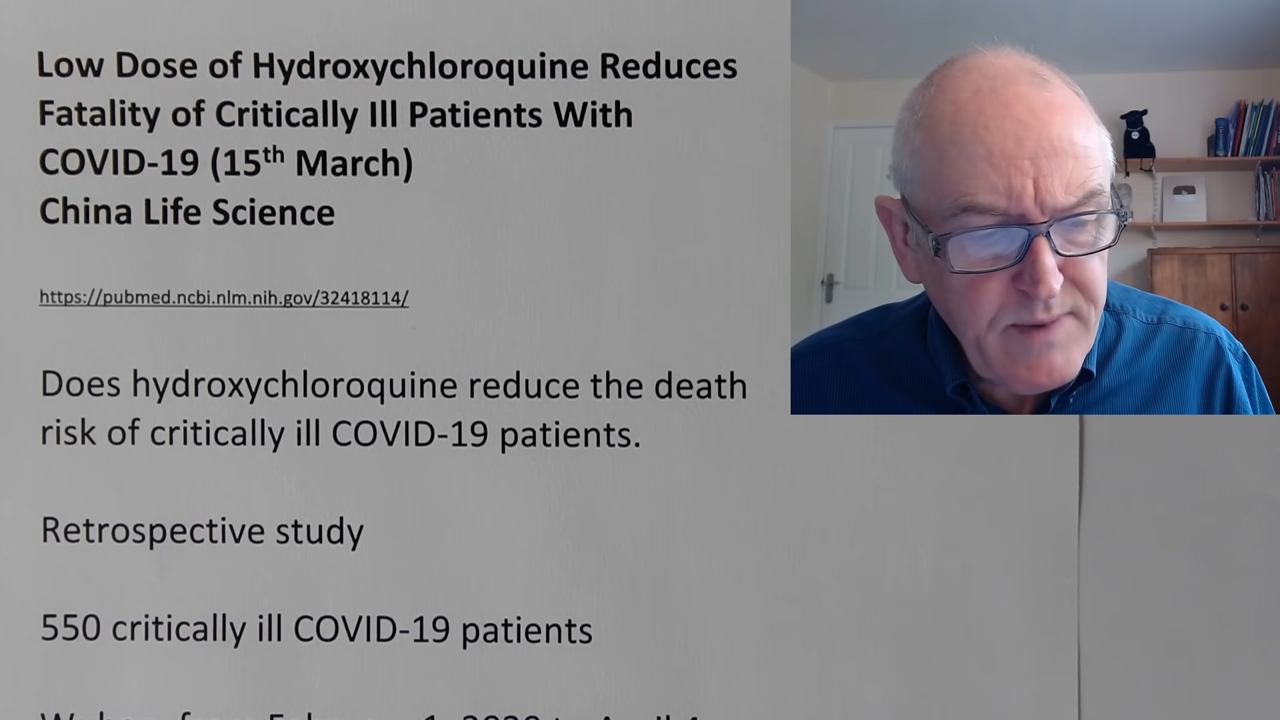 Low Dose of Hydroxychloroquine Reduces
Fatality of Critically Ill Patients With
COVID-19 (15th March)
China Life Science
https://pubmed.ncbi.nlm.nih.gov/32418114/
Does hydroxychloroquine reduce the death
risk of critically ill COVID-19 patients.
Retrospective study
550 critically ill COVID-19 patients